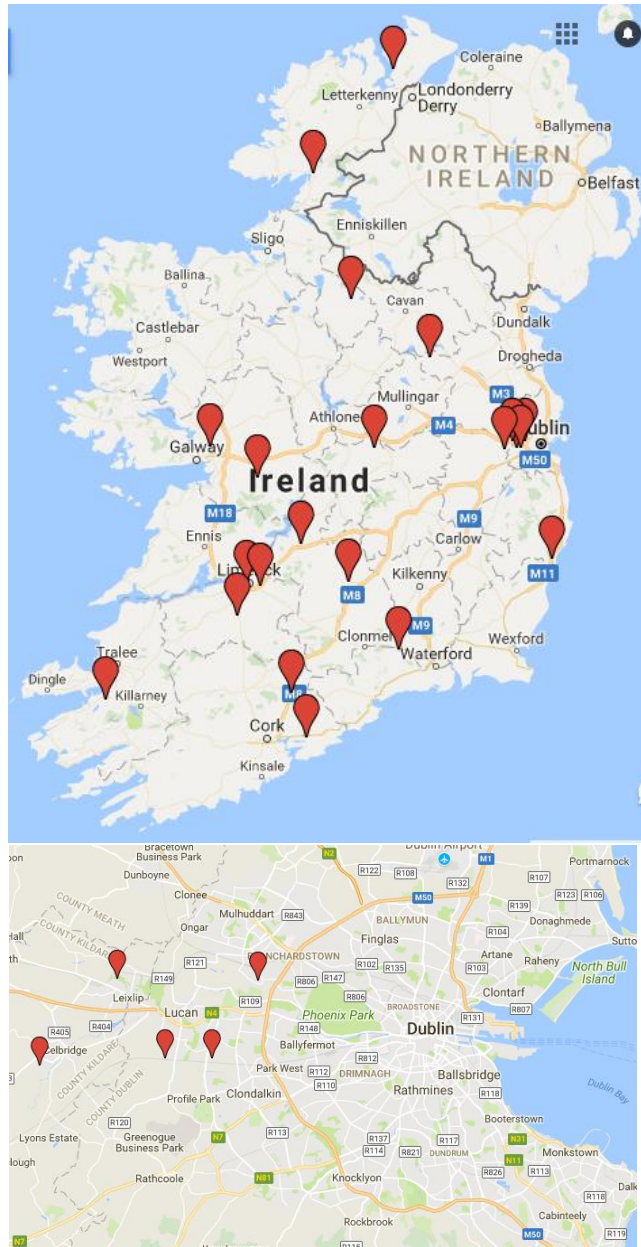 Coleraine
Londonderry
Derry
Letterkenny
Ballymena
NORTHERN
IRELAND
Belfast
Enniskillen
Sligo
Ballina
Cavan
Dundalk
Castlebar
Westport
Drogheda
Mullingar
M3
Athlone
M4
Galway
M50
Ireland
M18
M9
Ennis
Carlow
M11
M8
Kilkenny
Clonmel
M9
Wexford
Waterford
Tralee
Dingle
Killarney
M8
Cork
Kinsale
Bracetown
Business Park
N2
Dublin Airport
M1
R122
R108
Portmarnock
Dunboyne
R132
R107
Clonee
M50
R123
R106
R139
Mulhuddart
R843
BALLYMUN
Donaghmede
COUNTY MEATH
Ongar
Finglas
R104
COUNTY KILDARE
Sutto
Artane
R121
R102
R135
R103
Raheny
R149
R806
R147
North Bull
Island
Leixlip
R109
R806
Clontarf
BROADSTONE
R807
Lucan
N4
Phoenix Park
R131
R405
R404
R148
Dublin
Celbridge
Ballyfermot
R812
Ballsbridge
COUNTY KILDARE
COUNTY DUBLIN
Park West
R112
DRIMNAGH
R118
Clondalkin
R110
Rathmines
Profile Park
Dublin Bay
R120
Booterstown
Lyons Estate
Greenogue
Business Park
N7
R113
R137
R117
N31
Monkstown
R114
R821
DUNDRUM
N11
R113
R826
Rathcoole
N81
Knocklyon
Dalk
R118
Cabinteely
Rockbrook
M50
R119
N7